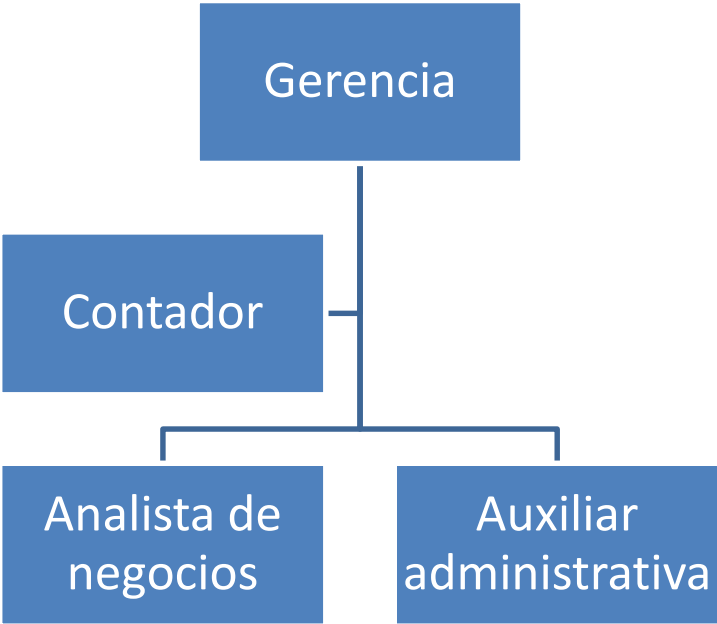 Gerencia
Contador
Analista de
negocios
Auxiliar
administrativa